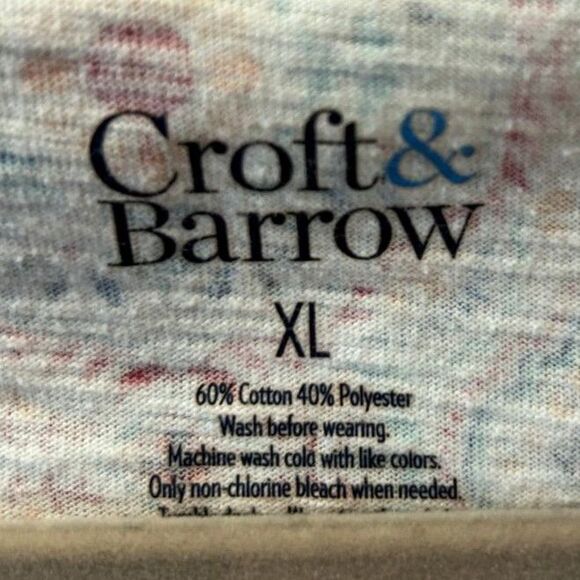 Croft&
Barrow
XL
60% Cotton 40% Polyester
Wash before wearing.
Machine wash cold with like colors.
Only non-chlorine bleach when needed.